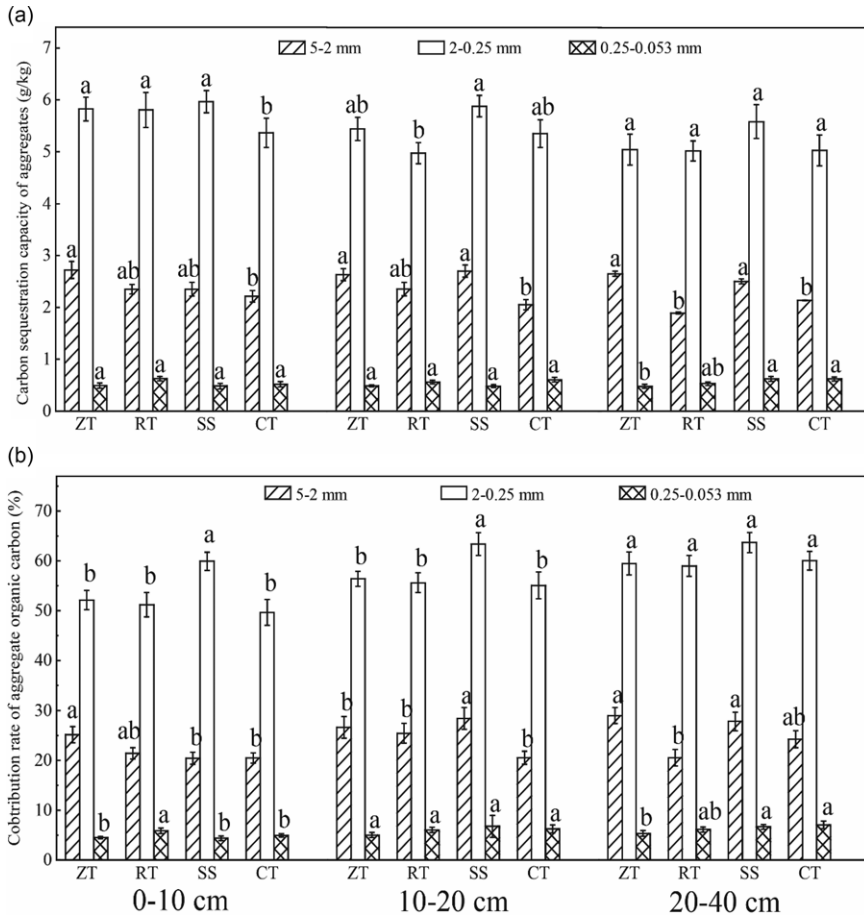 (a)
Carbon sequestration capacity of aggregates (g/kg)
7
6
5
4
3
2
1
0
5-2 mm 2-0.25 mm 0.25-0.053 mm
a a a ab a a a b ab b a ab b a ab a a a b a a a a b a b b a ab a a a b a b a
ZT RT SS CT ZT RT SS CT ZT RT SS CT
(b)
Cobtribution rate of aggregate organic carbon (%)
70
60
50
40
30
20
10
0
5-2 mm 2-0.25 mm 0.25-0.053 mm
a b b ab b a b a b b b b b b a b b a a a a b b a a a b b a ab a a a ab a a
ZT RT SS CT ZT RT SS CT ZT RT SS CT
0-10 cm 10-20 cm 20-40 cm